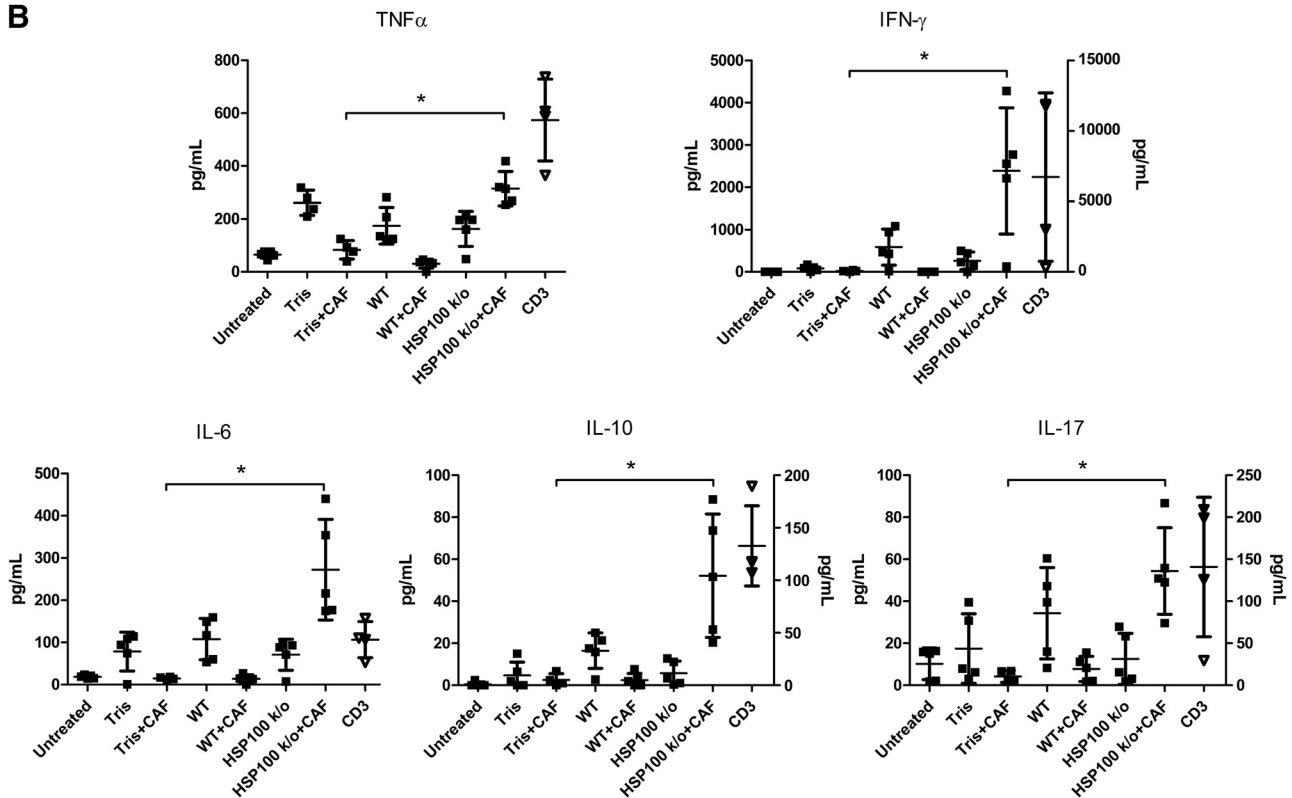 B
TNFα
800
600
400
200
0
pg/mL
*
Untreated
Tris
Tris+CAF
WT
WT+CAF
HSP100 k/o
HSP100 k/o+CAF
CD3
IFN-γ
5000
4000
3000
2000
1000
0
pg/mL
*
15000
10000
5000
0
pg/mL
Untreated
Tris
Tris+CAF
WT
WT+CAF
HSP100 k/o
HSP100 k/o+CAF
CD3
IL-6
500
400
300
200
100
0
pg/mL
*
Untreated
Tris
Tris+CAF
WT
WT+CAF
HSP100 k/o
HSP100 k/o+CAF
CD3
IL-10
100
80
60
40
20
0
pg/mL
*
200
150
100
50
0
pg/mL
Untreated
Tris
Tris+CAF
WT
WT+CAF
HSP100 k/o
HSP100 k/o+CAF
CD3
IL-17
100
80
60
40
20
0
pg/mL
*
250
200
150
100
50
0
pg/mL
Untreated
Tris
Tris+CAF
WT
WT+CAF
HSP100 k/o
HSP100 k/o+CAF
CD3